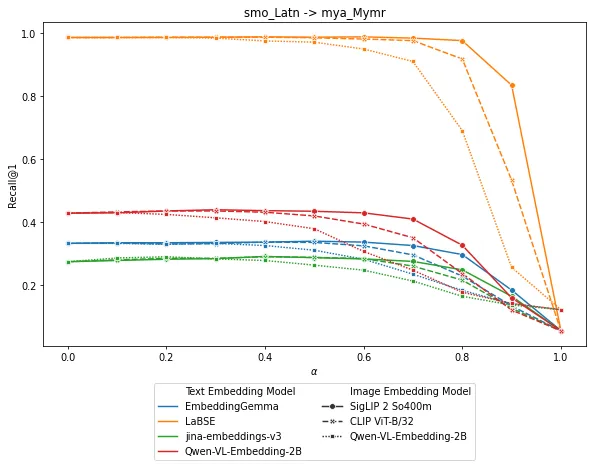 smo_Latn -> mya_Mymr
Recall@1
1.0
0.8
0.6
0.4
0.2
0.0 0.2 0.4 0.6 0.8 1.0
α
Text Embedding Model
EmbeddingGemma
LaBSE
jina-embeddings-v3
Qwen-VL-Embedding-2B
Image Embedding Model
SigLIP 2 So400m
CLIP ViT-B/32
Qwen-VL-Embedding-2B